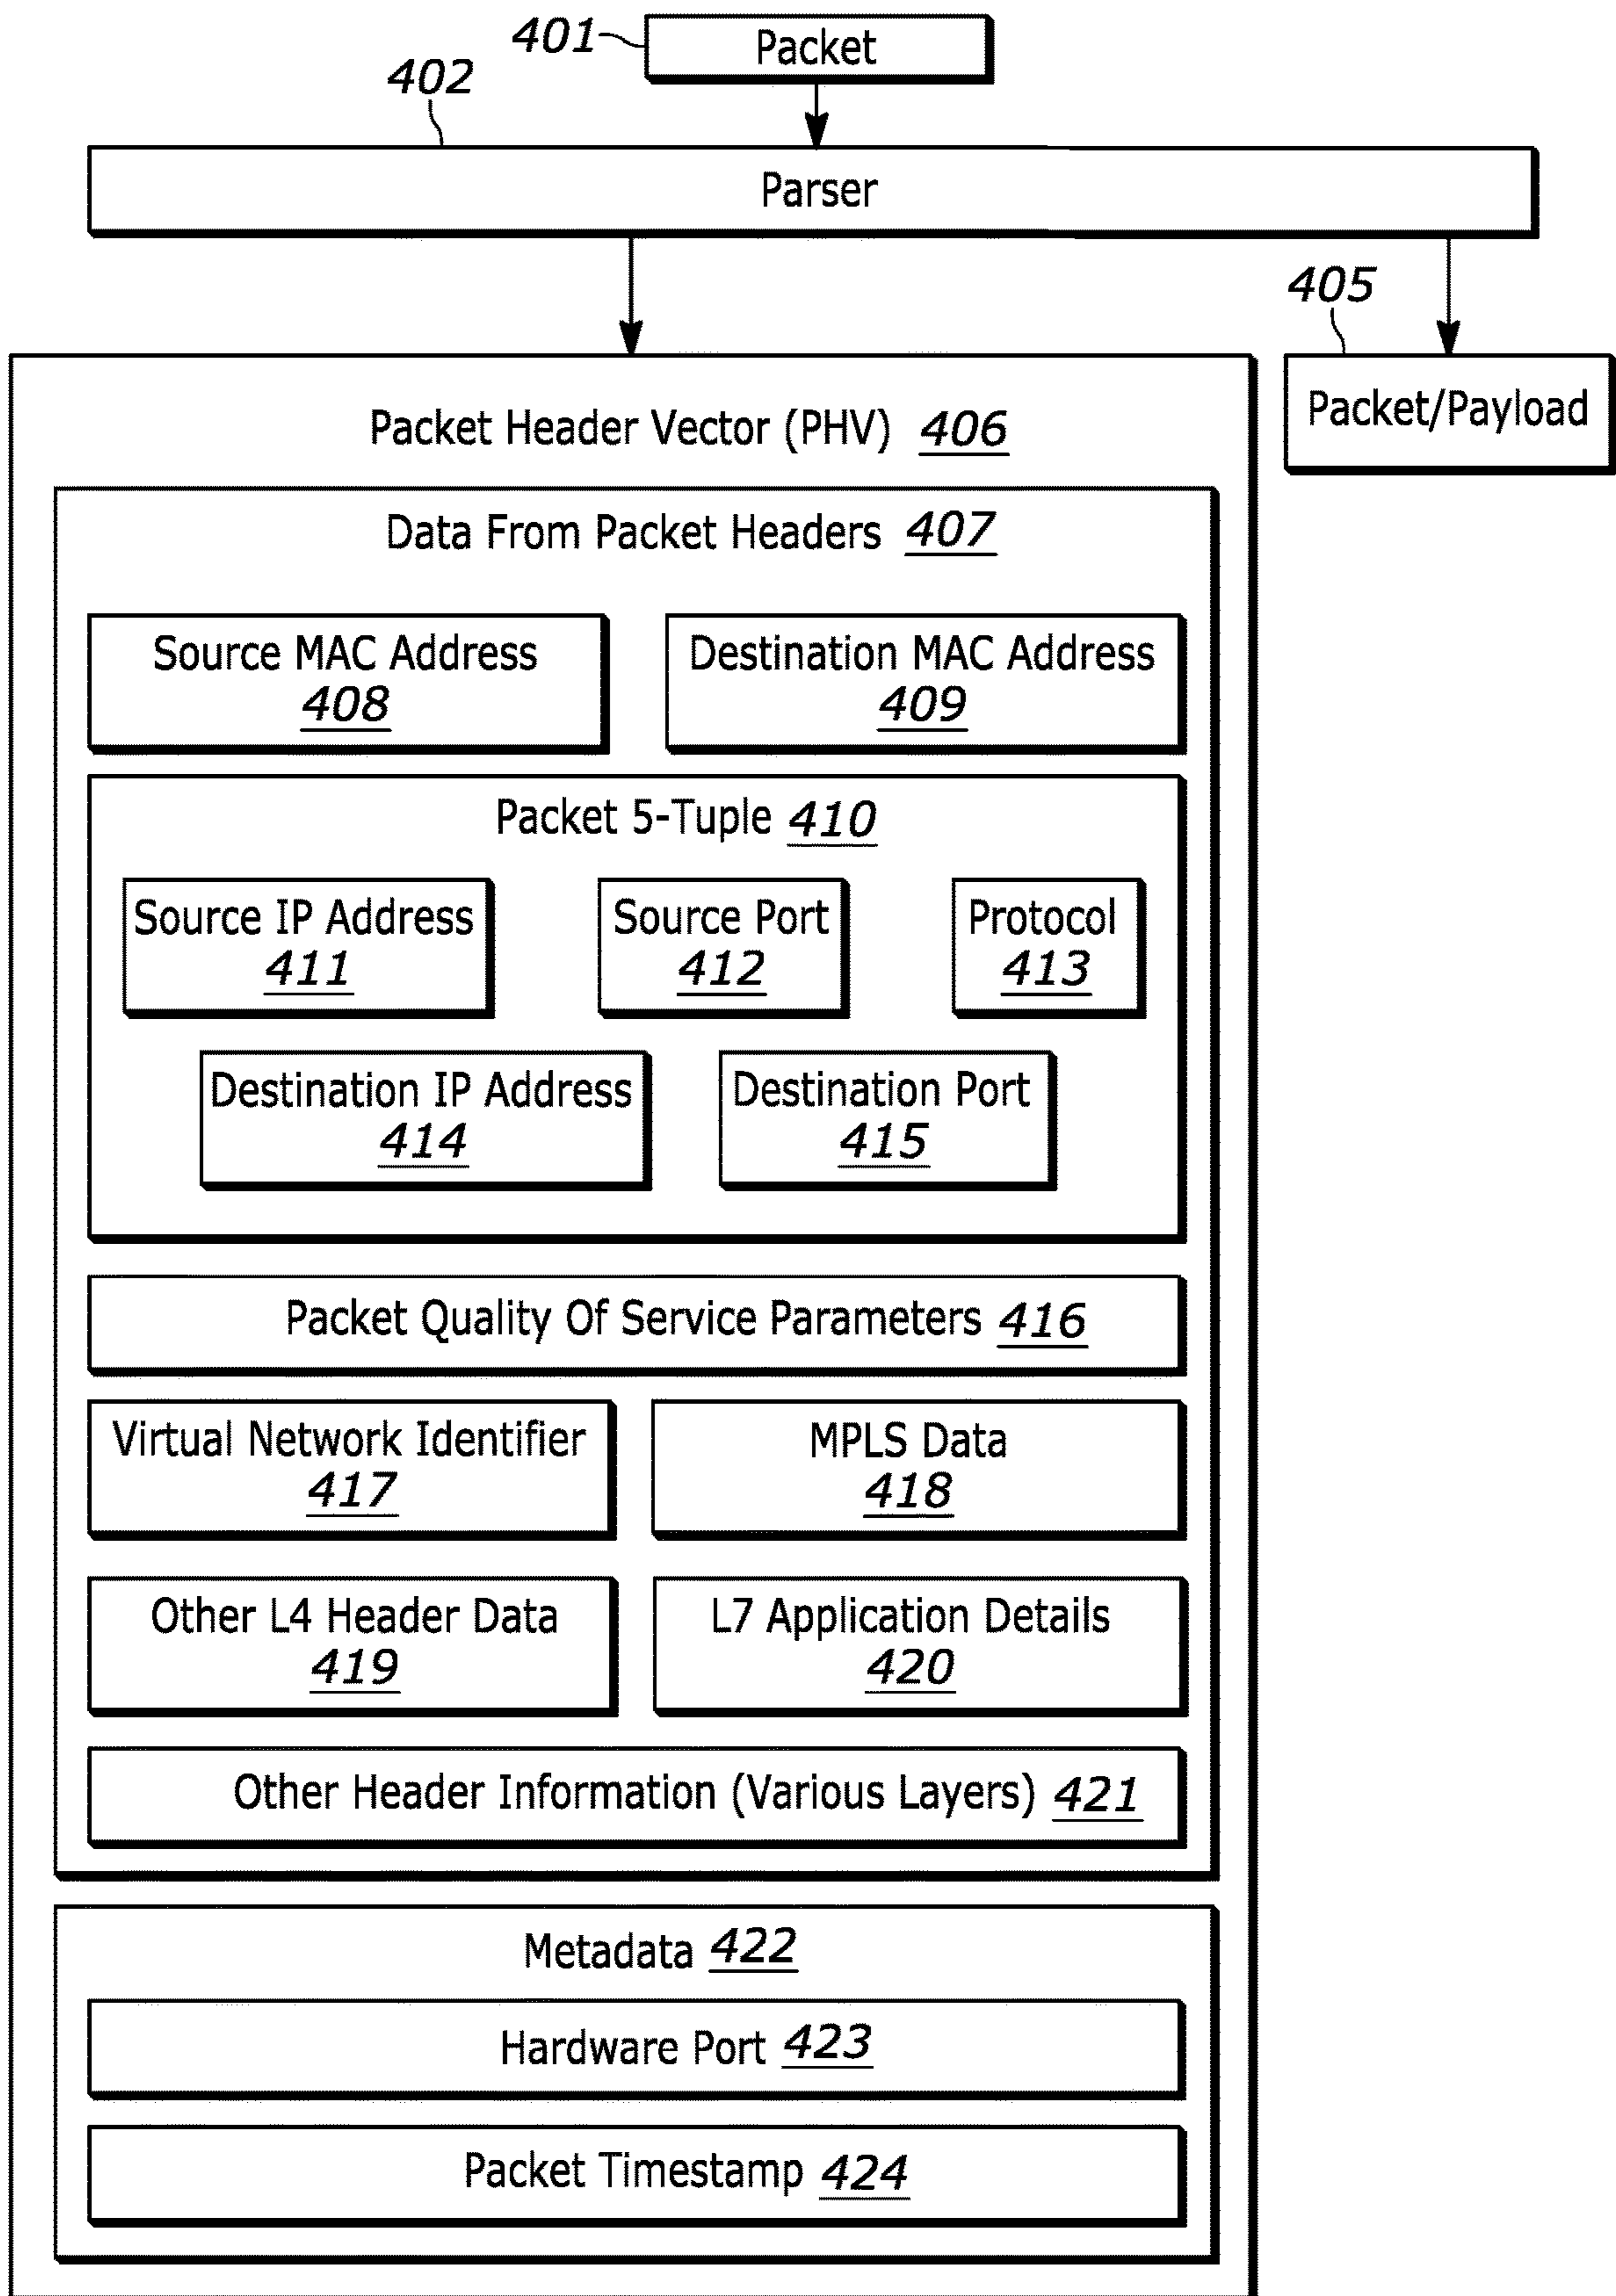 401
Packet
402
Parser
405
Packet/Payload
Packet Header Vector (PHV) 406
Data From Packet Headers 407
Source MAC Address
408
Destination MAC Address
409
Packet 5-Tuple 410
Source IP Address
411
Source Port
412
Protocol
413
Destination IP Address
414
Destination Port
415
Packet Quality Of Service Parameters 416
Virtual Network Identifier
417
MPLS Data
418
Other L4 Header Data
419
L7 Application Details
420
Other Header Information (Various Layers) 421
Metadata 422
Hardware Port 423
Packet Timestamp 424